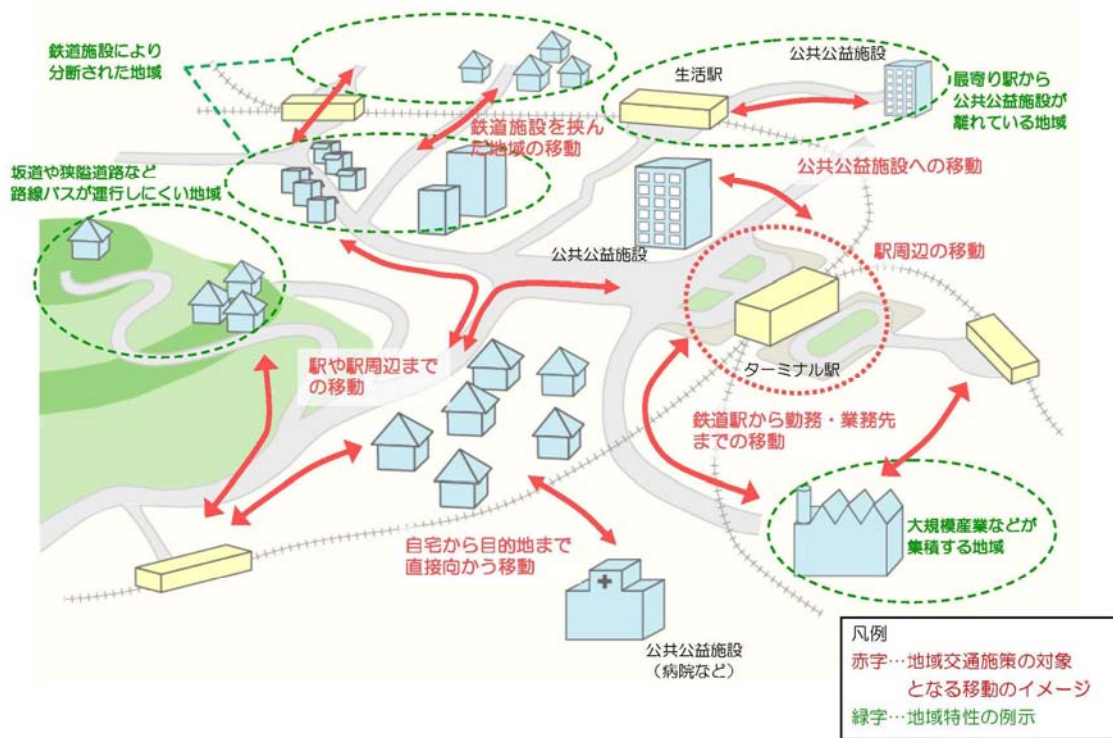 鉄道施設により
分断された地域
公共公益施設
生活駅
最寄り駅から
公共公益施設が
離れている地域
鉄道施設を挟ん
だ地域の移動
坂道や狭隘道路など
路線バスが運行しにくい地域
公共公益施設への移動
公共公益施設
駅周辺の移動
駅や駅周辺まで
の移動
ターミナル駅
鉄道駅から勤務・業務先
までの移動
大規模産業などが
集積する地域
自宅から目的地まで
直接向かう移動
公共公益施設
（病院など）
凡例
赤字…地域交通施策の対象
となる移動のイメージ
緑字…地域特性の例示